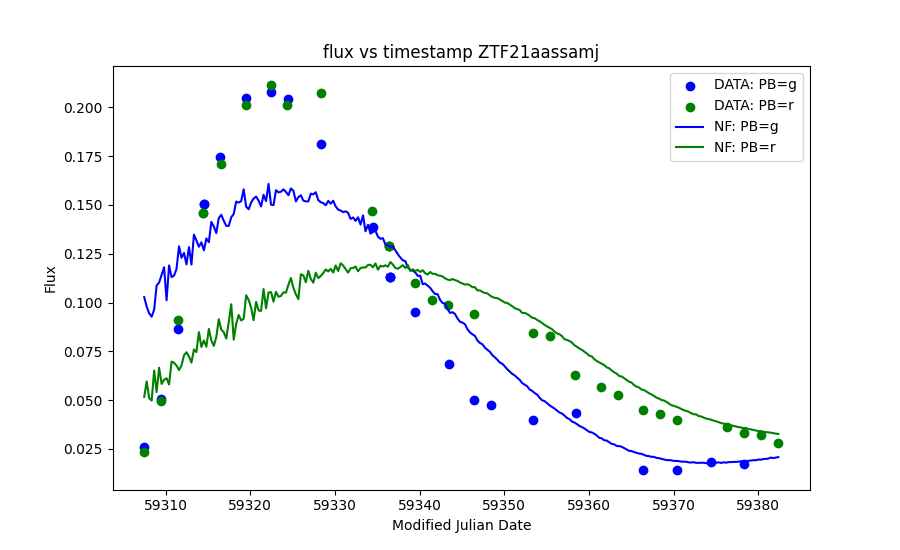 flux vs timestamp ZTF21aassamj
DATA: PB=g
DATA: PB=r
NF: PB=g
NF: PB=r
0.200
0.175
0.150
0.125
0.100
0.075
0.050
0.025
Flux
59310 59320 59330 59340 59350 59360 59370 59380
Modified Julian Date